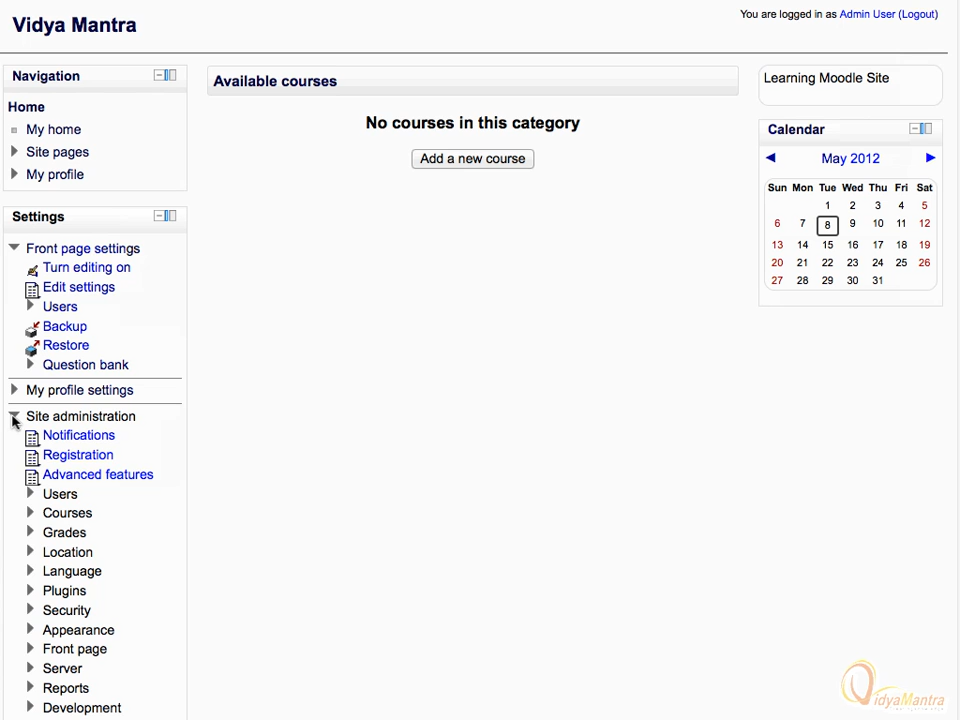 Vidya Mantra
You are logged in as Admin User (Logout)
Navigation
Home
My home
Site pages
My profile
Settings
Front page settings
Turn editing on
Edit settings
Users
Backup
Restore
Question bank
My profile settings
Site administration
Notifications
Registration
Advanced features
Users
Courses
Grades
Location
Language
Plugins
Security
Appearance
Front page
Server
Reports
Development
Available courses
No courses in this category
Add a new course
Learning Moodle Site
Calendar
May 2012
Sun Mon Tue Wed Thu Fri Sat
1 2 3 4 5
6 7 8 9 10 11 12
13 14 15 16 17 18 19
20 21 22 23 24 25 26
27 28 29 30 31
VidyaMantra